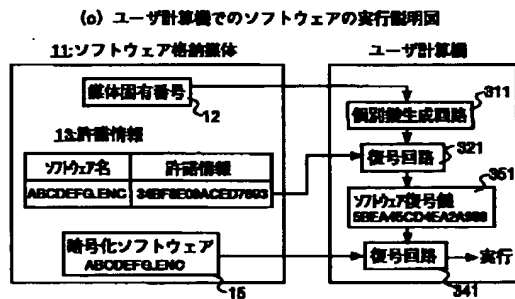 (c) ユーザ計算機でのソフトウェアの実行説明図
11:ソフトウェア格納媒体
ユーザ計算機
媒体固有番号
12
311
個別鍵生成回路
13:許諾情報
ソフトウェア名 許諾情報
ABCDEFG.ENC
復号回路
321
351
ソフトウェア復号鍵
暗号化ソフトウェア
ABCDEFG.ENC
15
復号回路
実行
341